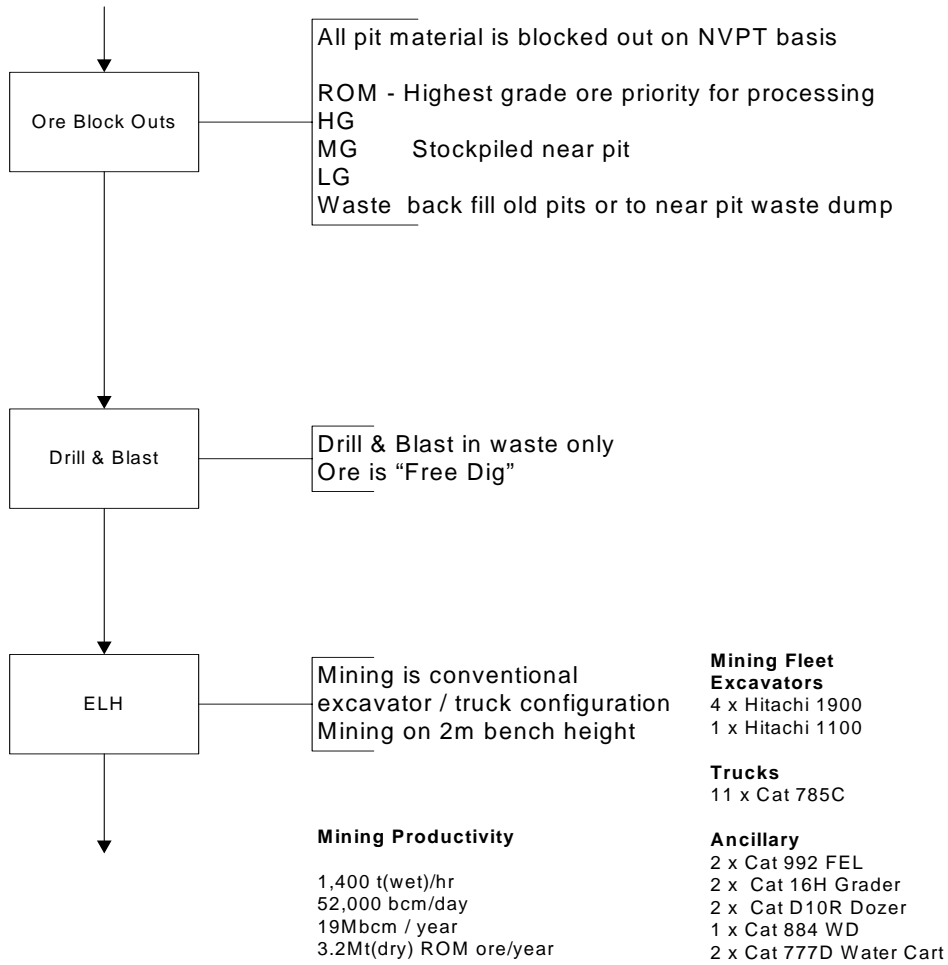 All pit material is blocked out on NVPT basis
Ore Block Outs
ROM - Highest grade ore priority for processing
HG
MG Stockpiled near pit
LG
Waste back fill old pits or to near pit waste dump
Drill & Blast
Drill & Blast in waste only
Ore is “Free Dig”
ELH
Mining is conventional
excavator / truck configuration
Mining on 2m bench height
Mining Productivity
1,400 t(wet)/hr
52,000 bcm/day
19Mbcm / year
3.2Mt(dry) ROM ore/year
Mining Fleet
Excavators
4 x Hitachi 1900
1 x Hitachi 1100
Trucks
11 x Cat 785C
Ancillary
2 x Cat 992 FEL
2 x Cat 16H Grader
2 x Cat D10R Dozer
1 x Cat 884 WD
2 x Cat 777D Water Cart